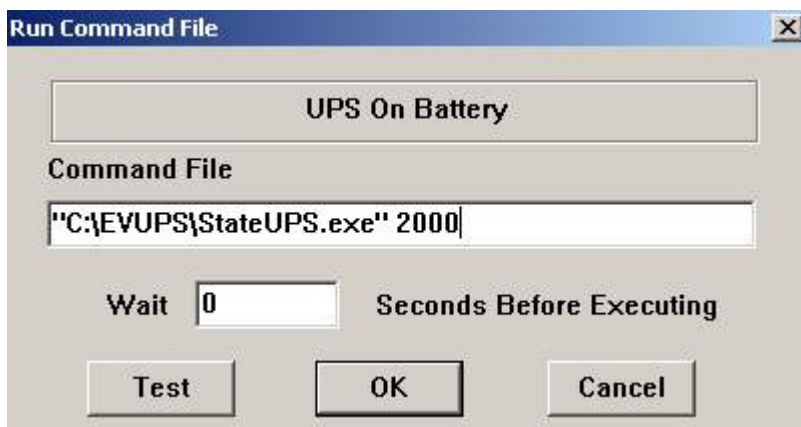 Run Command File
UPS On Battery
Command File
"C:\EVUPS\StateUPS.exe" 2000
Wait 0 Seconds Before Executing
Test OK Cancel